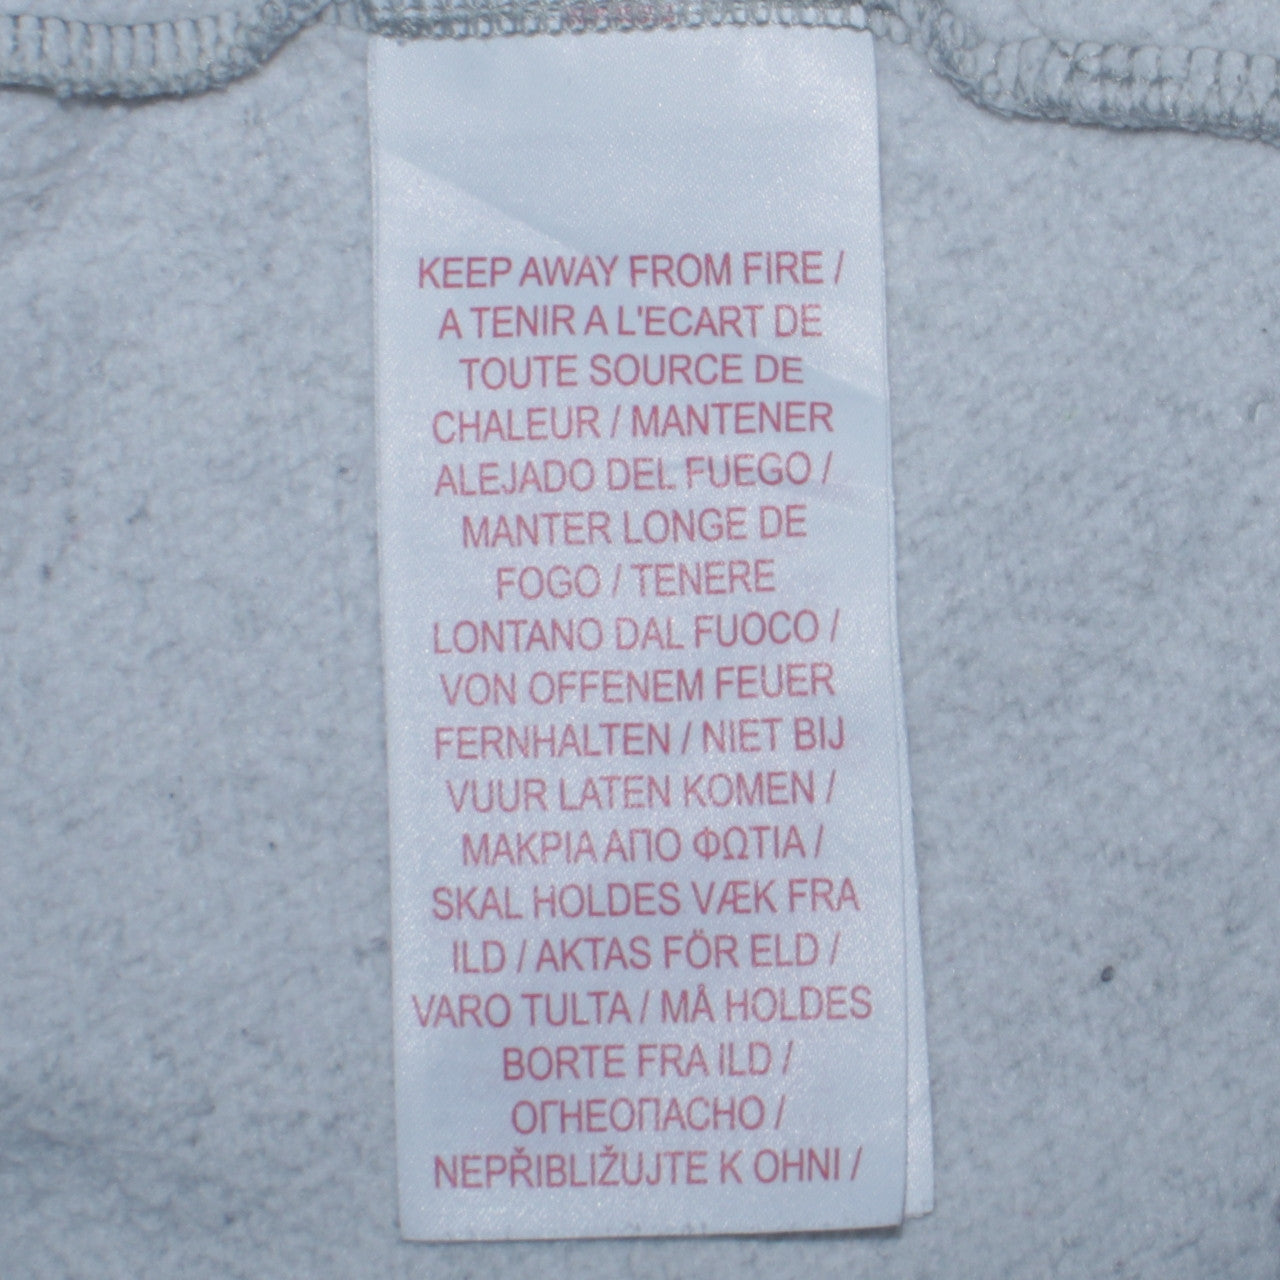 KEEP AWAY FROM FIRE /
A TENIR A L'ECART DE
TOUTE SOURCE DE
CHALEUR / MANTENER
ALEJADO DEL FUEGO /
MANTER LONGE DE
FOGO / TENERE
LONTANO DAL FUOCO /
VON OFFENEM FEUER
FERNHALTEN / NIET BIJ
VUUR LATEN KOMEN /
ΜΑΚΡΙΑ ΑΠΟ ΦΩΤΙΑ /
SKAL HOLDES VÆK FRA
ILD / AKTAS FÖR ELD /
VARO TULTA / MÅ HOLDES
BORTE FRA ILD /
ОГНЕОПАСНО /
NEPŘIBLIŽUJTE K OHNI /